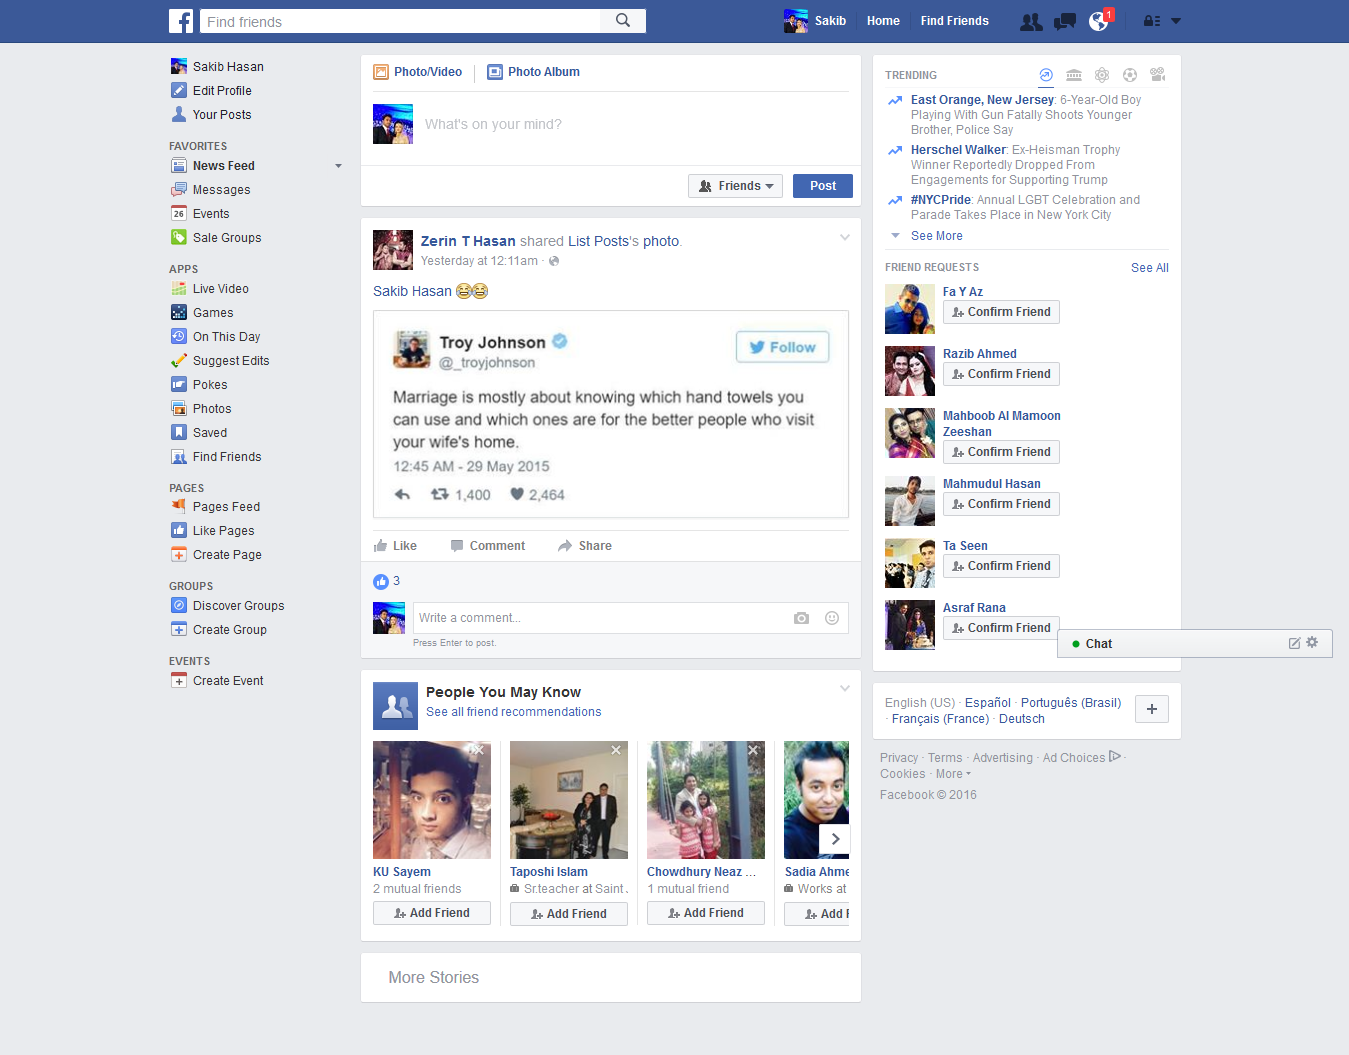 Find friends
Sakib
Home
Find Friends
1
Sakib Hasan
Edit Profile
Your Posts
FAVORITES
News Feed
Messages
26
Events
Sale Groups
APPS
Live Video
Games
On This Day
Suggest Edits
Pokes
Photos
Saved
Find Friends
PAGES
Pages Feed
Like Pages
Create Page
GROUPS
Discover Groups
Create Group
EVENTS
Create Event
Photo/Video
Photo Album
What's on your mind?
Friends
Post
Zerin T Hasan shared List Posts's photo.
Yesterday at 12:11am ·
Sakib Hasan 😂😂
Troy Johnson
@_troyjohnson
Follow
Marriage is mostly about knowing which hand towels you
can use and which ones are for the better people who visit
your wife's home.
12:45 AM - 29 May 2015
1,400
2,464
Like
Comment
Share
3
Write a comment...
Press Enter to post.
People You May Know
See all friend recommendations
KU Sayem
2 mutual friends
Add Friend
Taposhi Islam
Sr.teacher at Saint
Add Friend
Chowdhury Neaz ...
1 mutual friend
Add Friend
Sadia Ahme
Works at
Add F
More Stories
TRENDING
East Orange, New Jersey: 6-Year-Old Boy
Playing With Gun Fatally Shoots Younger
Brother, Police Say
Herschel Walker: Ex-Heisman Trophy
Winner Reportedly Dropped From
Engagements for Supporting Trump
#NYCPride: Annual LGBT Celebration and
Parade Takes Place in New York City
See More
FRIEND REQUESTS
See All
Fa Y Az
Confirm Friend
Razib Ahmed
Confirm Friend
Mahboob Al Mamoon
Zeeshan
Confirm Friend
Mahmudul Hasan
Confirm Friend
Ta Seen
Confirm Friend
Asraf Rana
Confirm Friend
Chat
English (US) · Español · Português (Brasil)
· Français (France) · Deutsch
Privacy · Terms · Advertising · Ad Choices ·
Cookies · More
Facebook © 2016